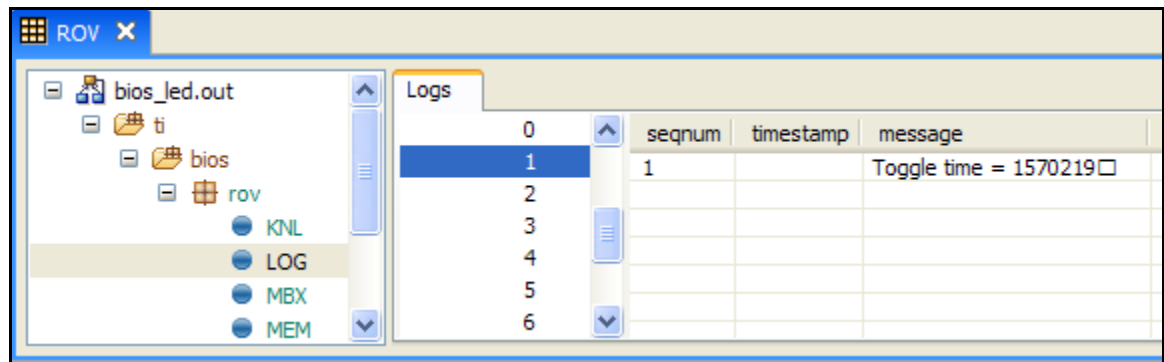 ROV
bios_led.out
ti
bios
rov
KNL
LOG
MBX
MEM
Logs
0
1
2
3
4
5
6
seqnum timestamp message
1 Toggle time = 1570219□